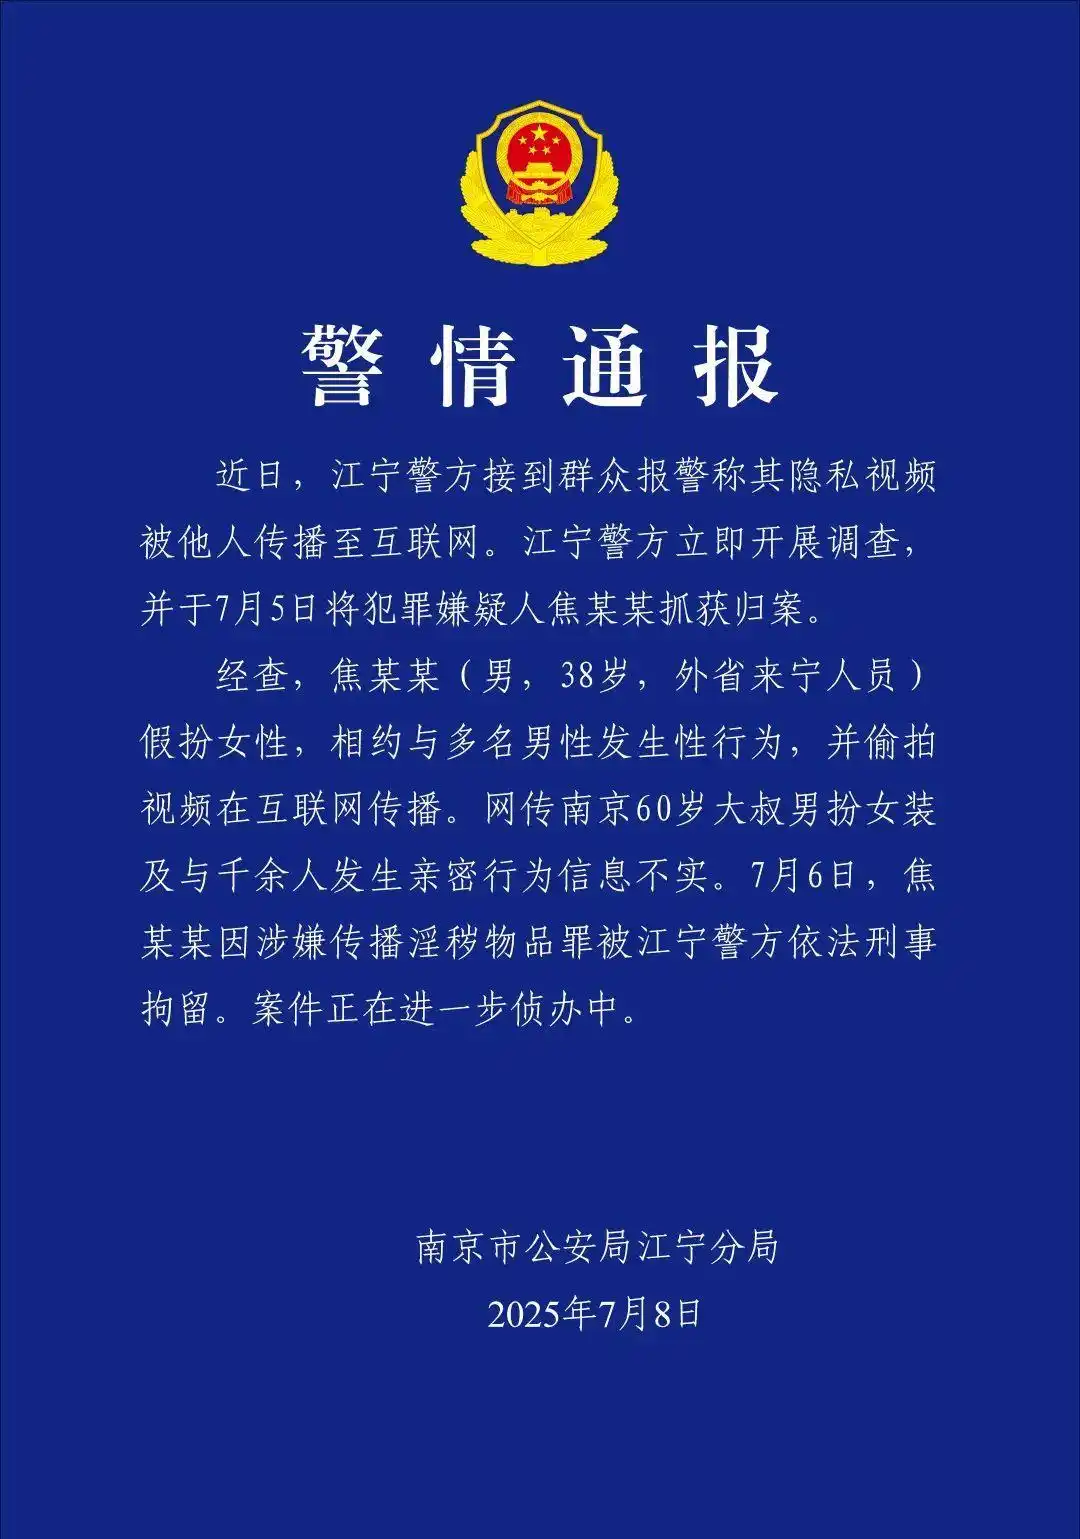 警情通报
近日，江宁警方接到群众报警称其隐私视频
被他人传播至互联网。江宁警方立即开展调查，
并于7月5日将犯罪嫌疑人焦某某抓获归案。
经查，焦某某（男，38岁，外省来宁人员）
假扮女性，相约与多名男性发生性行为，并偷拍
视频在互联网传播。网传南京60岁大叔男扮女装
及与千余人发生亲密行为信息不实。7月6日，焦
某某因涉嫌传播淫秽物品罪被江宁警方依法刑事
拘留。案件正在进一步侦办中。
南京市公安局江宁分局
2025年7月8日